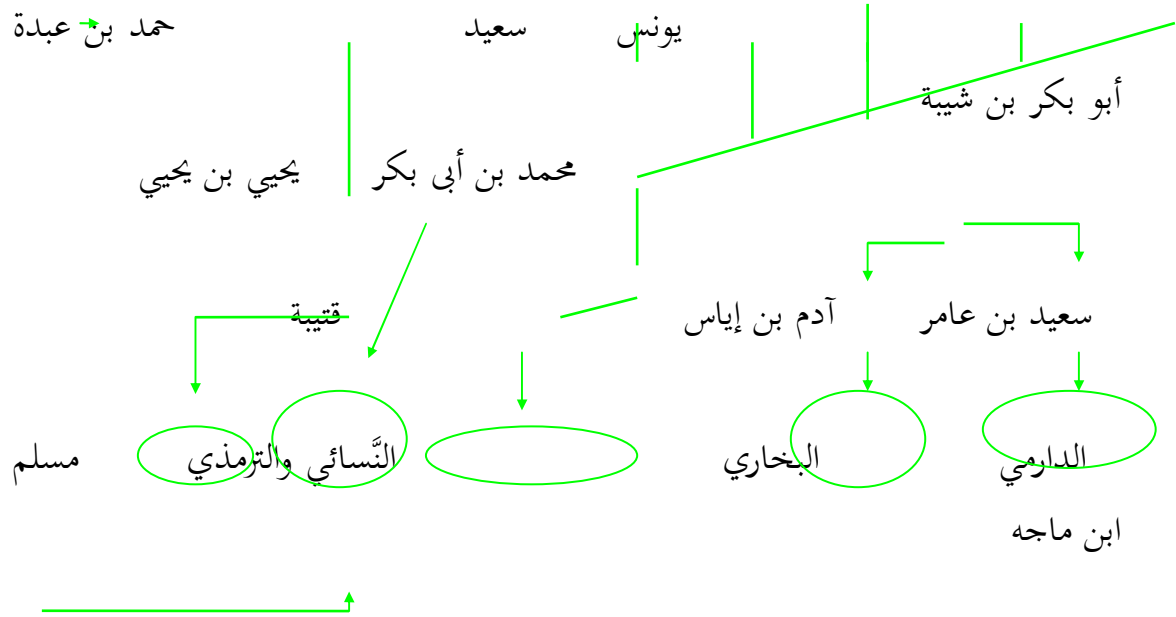 يونس سعيد حمد بن عبدة
أبو بكر بن شيبة
محمد بن أبى بكر يحيي بن يحيي
سعيد بن عامر آدم بن إياس قتيبة
الدارمي البخاري النَّسائي والترمذي مسلم
ابن ماجه